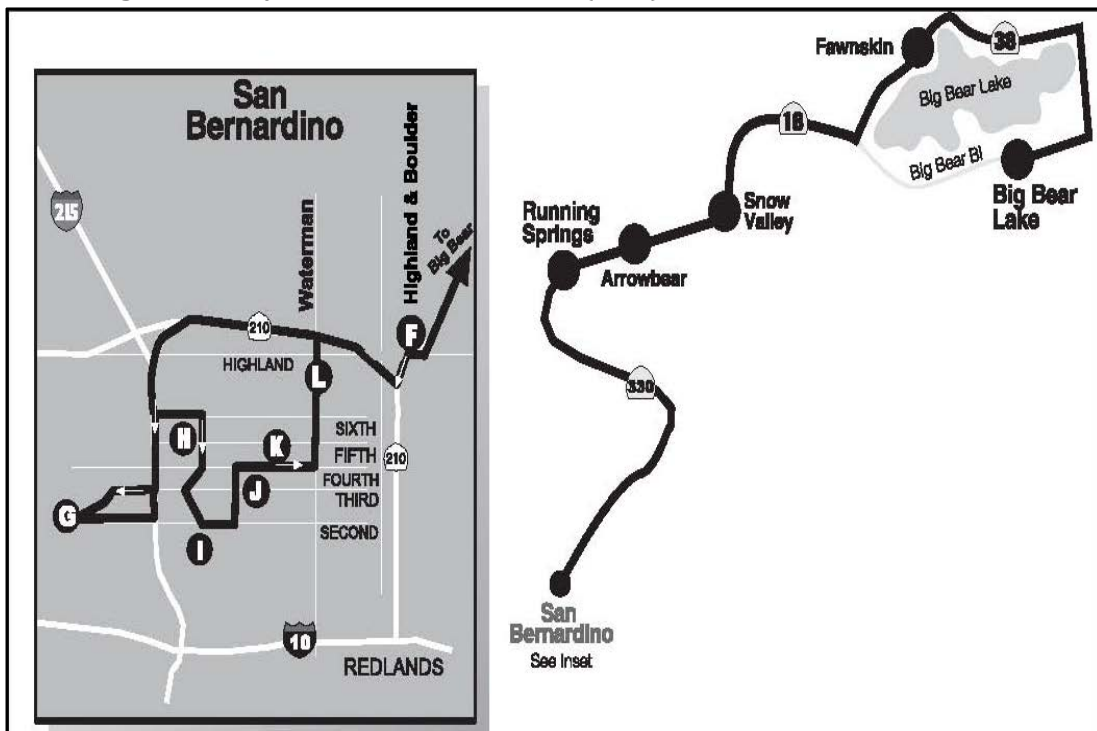 San
Bernardino
215
Waterman
Highland & Boulder
To
Big Bear
F
210
HIGHLAND
L
SIXTH
H
K
FIFTH
210
FOURTH
J
THIRD
G
SECOND
I
10
REDLANDS
Fawnskin
38
Big Bear Lake
18
Big Bear Bl
Big Bear
Lake
Snow
Valley
Running
Springs
Arrowbear
330
San
Bernardino
See Inset